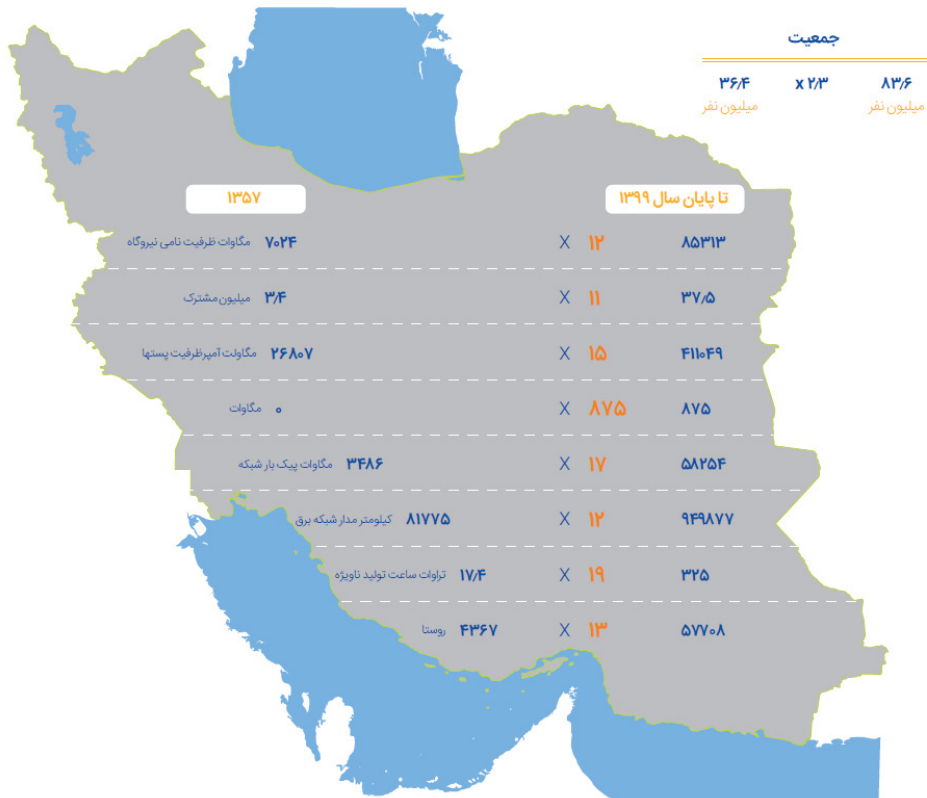 جمعیت
۸۳٫۶ x ۲٫۳ ۳۶٫۴
میلیون نفر میلیون نفر
تا پایان سال ۱۳۹۹ ۱۳۵۷
۸۵۳۱۳ ۱۲ X ۷۰۲۴ مگاوات ظرفیت نامی نیروگاه
۳۷٫۵ ۱۱ X ۳٫۴ میلیون مشترک
۴۱۱۰۴۹ ۱۵ X ۲۶۸۰۷ مگاولت آمپرظرفیت پستها
۸۷۵ ۸۷۵ X ۰ مگاوات
۵۸۲۵۴ ۱۷ X ۳۴۸۶ مگاوات پیک بار شبکه
۹۴۹۸۷۷ ۱۲ X ۸۱۷۷۵ کیلومتر مدار شبکه برق
۳۲۵ ۱۹ X ۱۷٫۴ تراوات ساعت تولید ناویژه
۵۷۷۰۸ ۱۳ X ۴۳۶۷ روستا